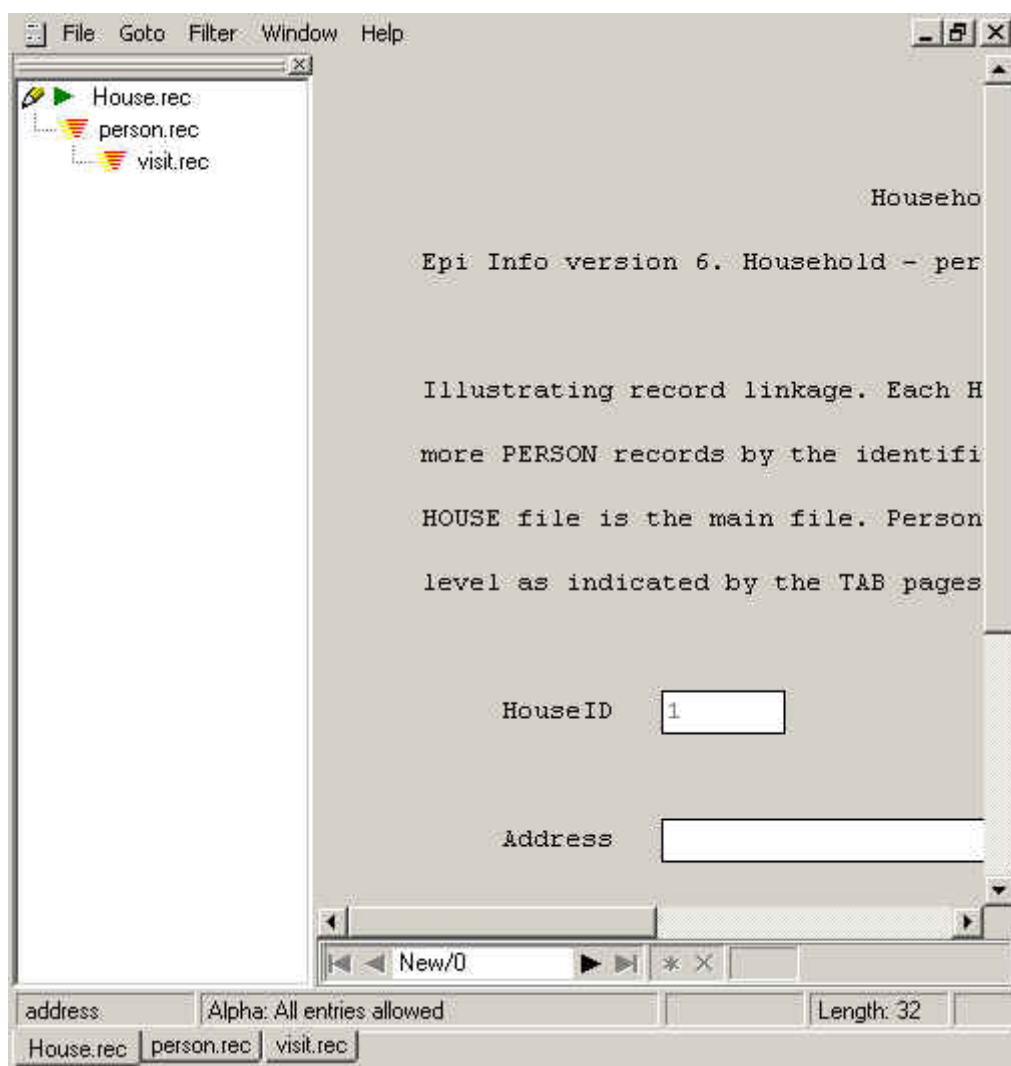 File Goto Filter Window Help
House.rec
person.rec
visit.rec
Househo
Epi Info version 6. Household - per
Illustrating record linkage. Each H
more PERSON records by the identifi
HOUSE file is the main file. Person
level as indicated by the TAB pages
HouseID 1
Address
New/0
address Alpha: All entries allowed Length: 32
House.rec person.rec visit.rec